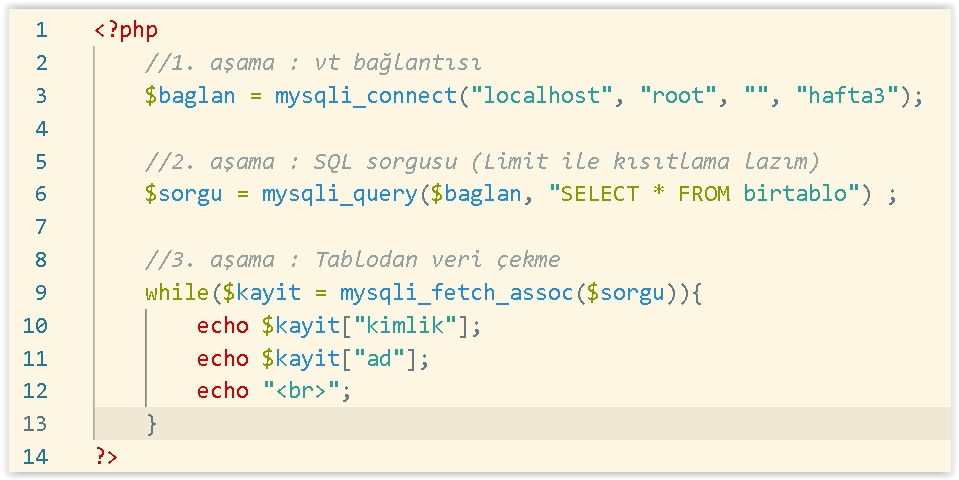 1 <?php
2 //1. aşama : vt bağlantısı
3 $baglan = mysqli_connect("localhost", "root", "", "hafta3");
4
5 //2. aşama : SQL sorgusu (Limit ile kısıtlama lazım)
6 $sorgu = mysqli_query($baglan, "SELECT * FROM birtablo") ;
7
8 //3. aşama : Tablodan veri çekme
9 while($kayit = mysqli_fetch_assoc($sorgu)){
10 echo $kayit["kimlik"];
11 echo $kayit["ad"];
12 echo "<br>";
13 }
14 ?>